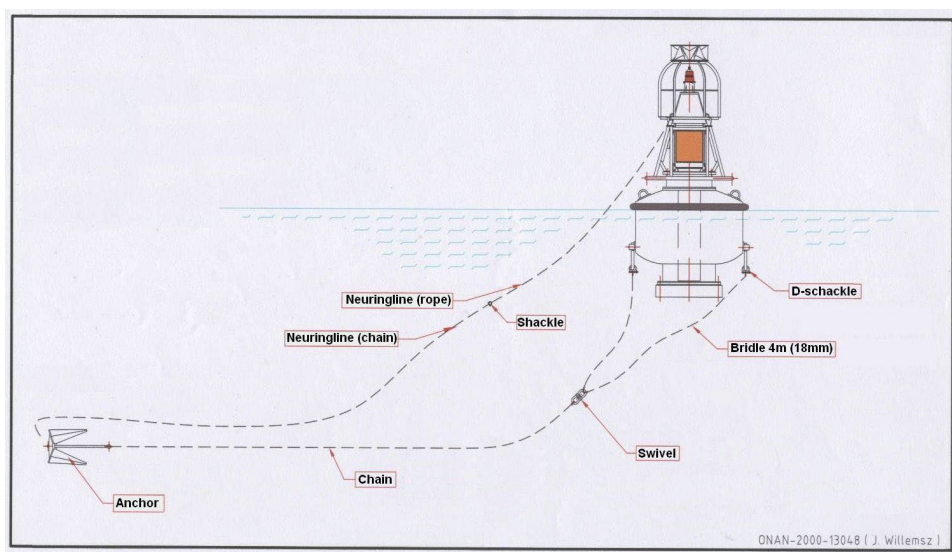 Neuringline (rope)
D-schackle
Shackle
Neuringline (chain)
Bridle 4m (18mm)
Swivel
Chain
Anchor
ONAN-2000-13048 ( J. Willemsz )